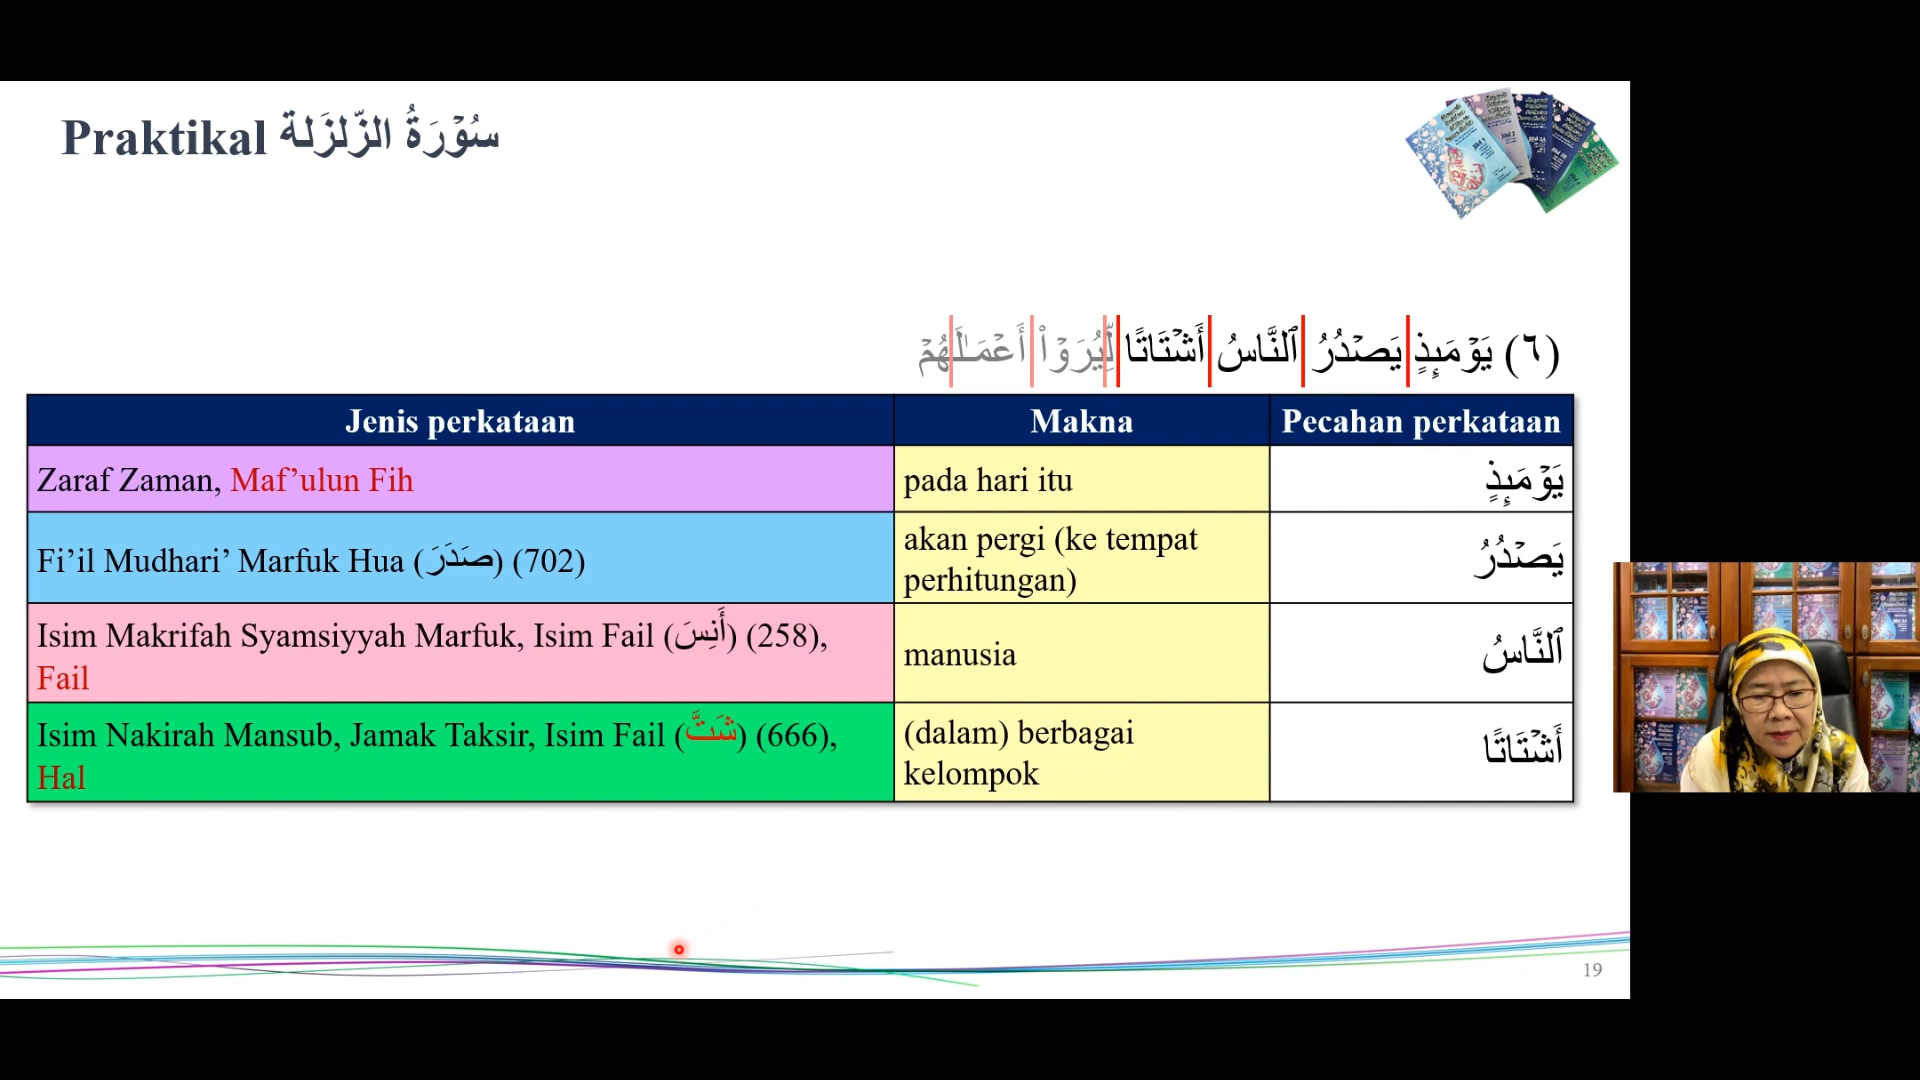 Praktikal سُوْرَةُ الزّلزَلة
(٦) يَوْمَئِذٍ يَصْدُرُ ٱلنَّاسُ أَشْتَاتًا لِّيُرَوْا۟ أَعْمَـٰلَهُمْ
Jenis perkataan Makna Pecahan perkataan
Zaraf Zaman, Maf’ulun Fih pada hari itu يَوْمَئِذٍ
Fi’il Mudhari’ Marfuk Hua (صَدَرَ) (702) akan pergi (ke tempat
perhitungan) يَصْدُرُ
Isim Makrifah Syamsiyyah Marfuk, Isim Fail (أَنِسَ) (258),
Fail manusia ٱلنَّاسُ
Isim Nakirah Mansub, Jamak Taksir, Isim Fail (شَتَّ) (666),
Hal (dalam) berbagai
kelompok أَشْتَاتًا
19